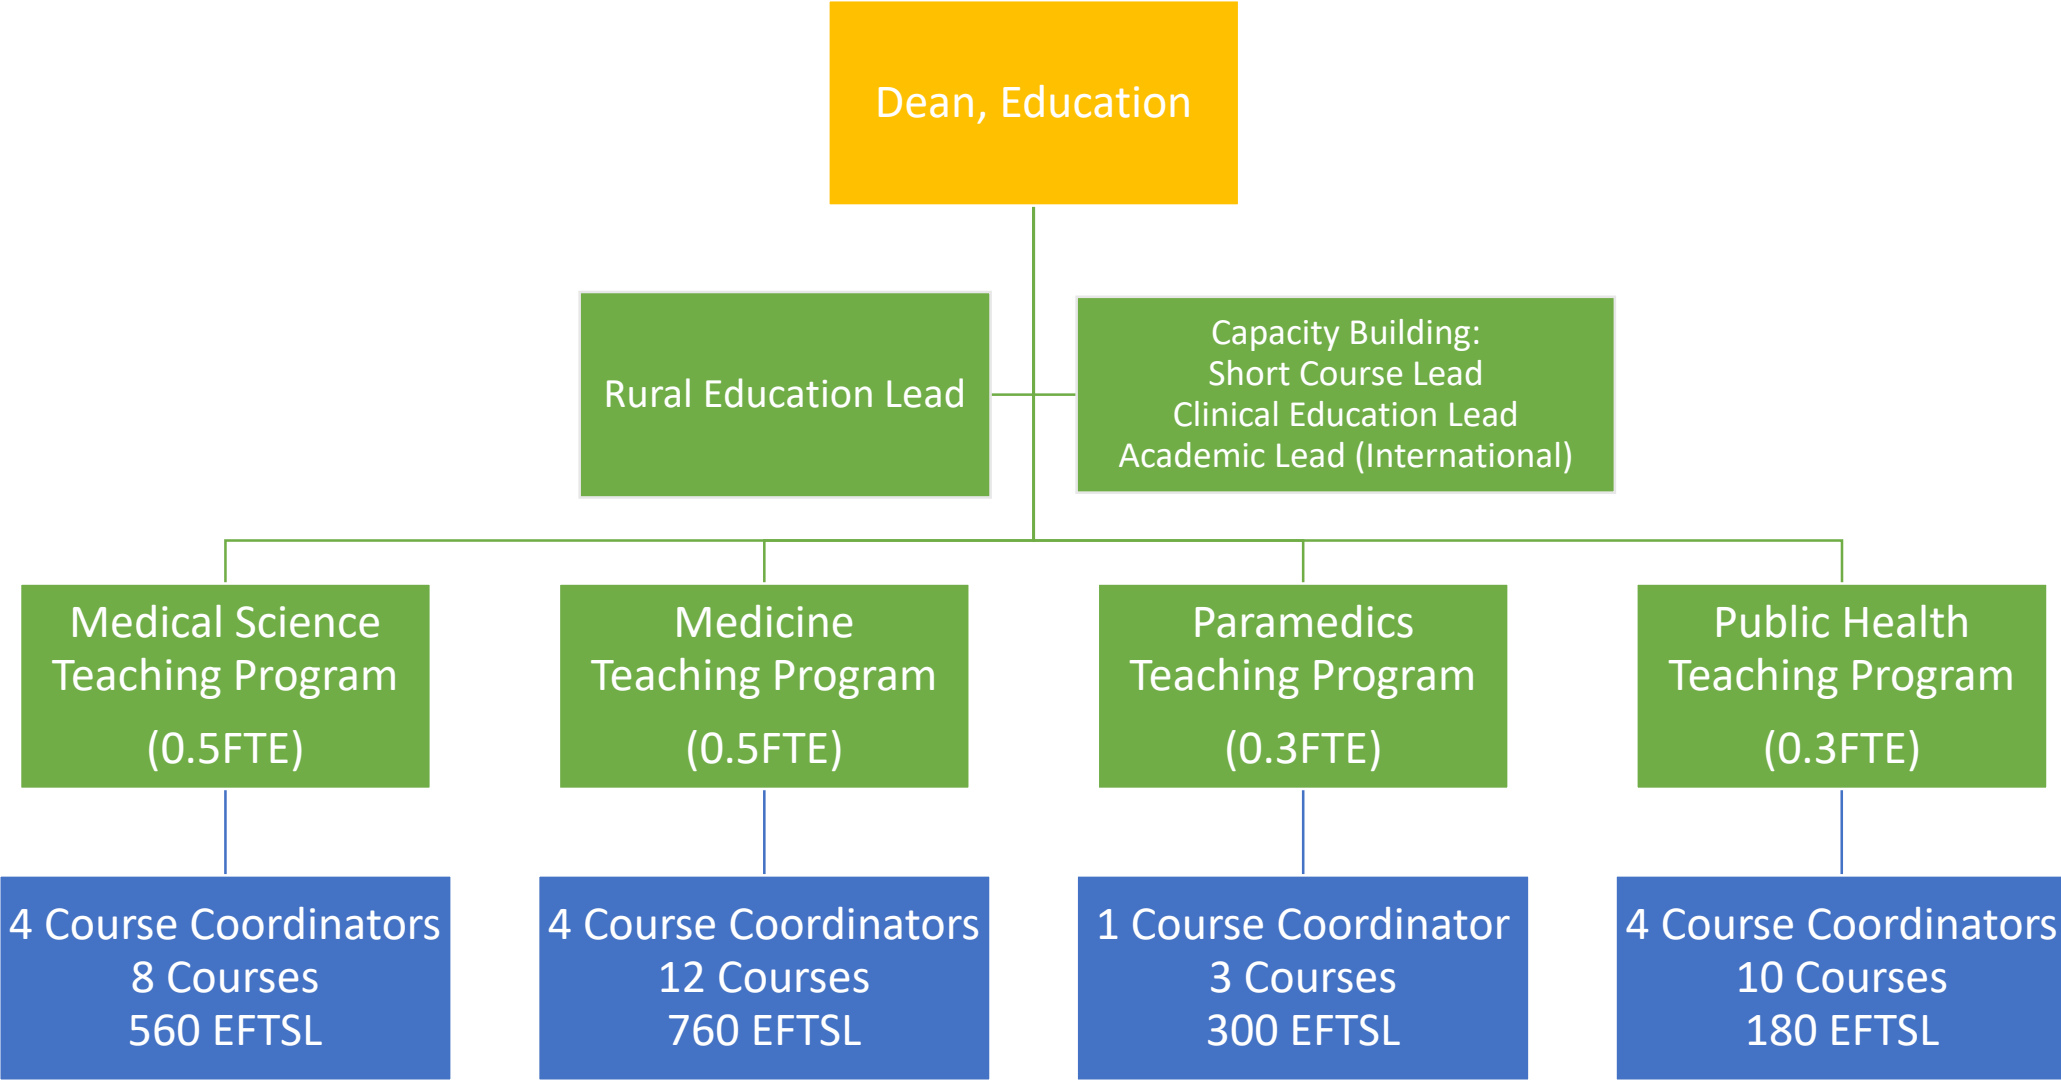 Dean, Education
Rural Education Lead
Capacity Building:
Short Course Lead
Clinical Education Lead
Academic Lead (International)
Medical Science
Teaching Program
(0.5FTE)
Medicine
Teaching Program
(0.5FTE)
Paramedics
Teaching Program
(0.3FTE)
Public Health
Teaching Program
(0.3FTE)
4 Course Coordinators
8 Courses
560 EFTSL
4 Course Coordinators
12 Courses
760 EFTSL
1 Course Coordinator
3 Courses
300 EFTSL
4 Course Coordinators
10 Courses
180 EFTSL